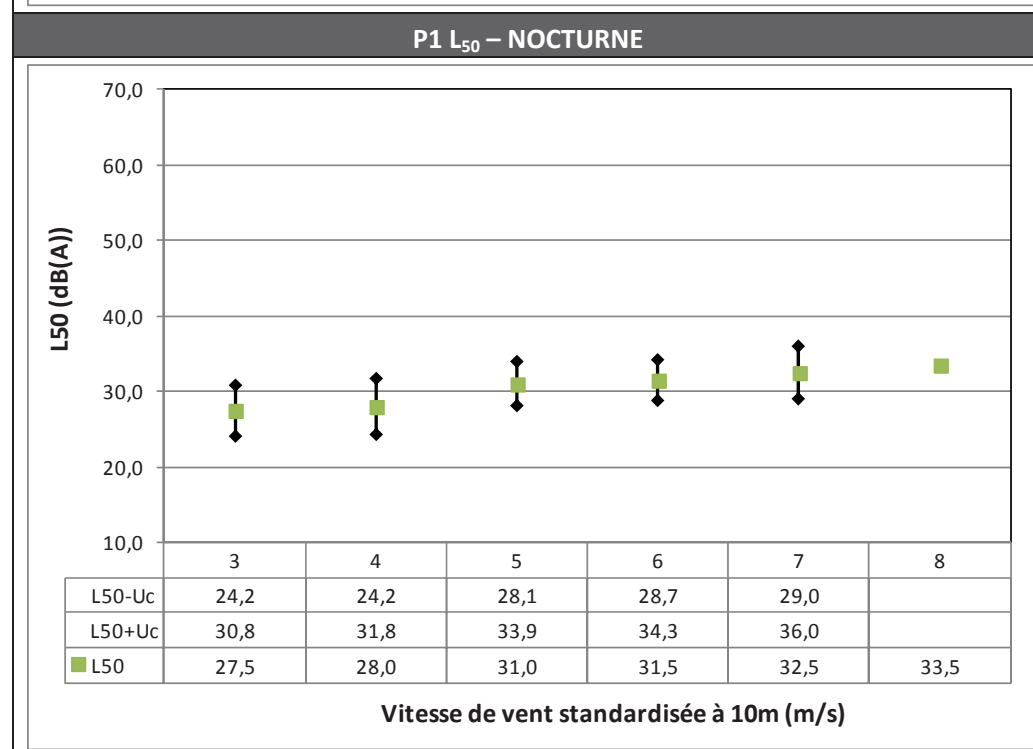 P1 L50 – NOCTURNE
70,0
60,0
50,0
40,0
30,0
20,0
10,0
L50 (dB(A))
3 4 5 6 7 8
L50-Uc 24,2 24,2 28,1 28,7 29,0
L50+Uc 30,8 31,8 33,9 34,3 36,0
L50 27,5 28,0 31,0 31,5 32,5 33,5
Vitesse de vent standardisée à 10m (m/s)